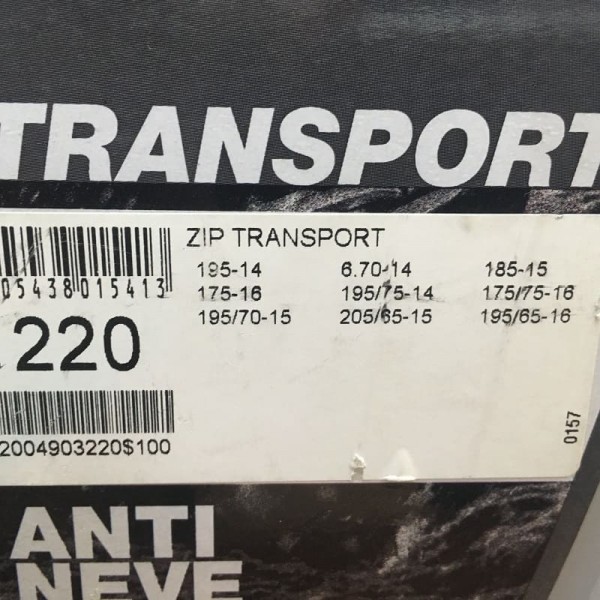 TRANSPORT
ZIP TRANSPORT
195-14 6.70-14 185-15
175-16 195/75-14 175/75-16
195/70-15 205/65-15 195/65-16
05438 015413
220
2004903220$100
0157
ANTI
NEVE